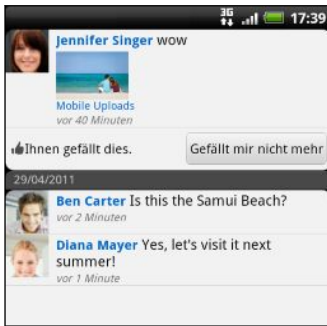 3G 17:39
Jennifer Singer wow
Mobile Uploads
vor 40 Minuten
Ihnen gefällt dies. Gefällt mir nicht mehr
29/04/2011
Ben Carter Is this the Samui Beach?
vor 2 Minuten
Diana Mayer Yes, let's visit it next
summer!
vor 1 Minute